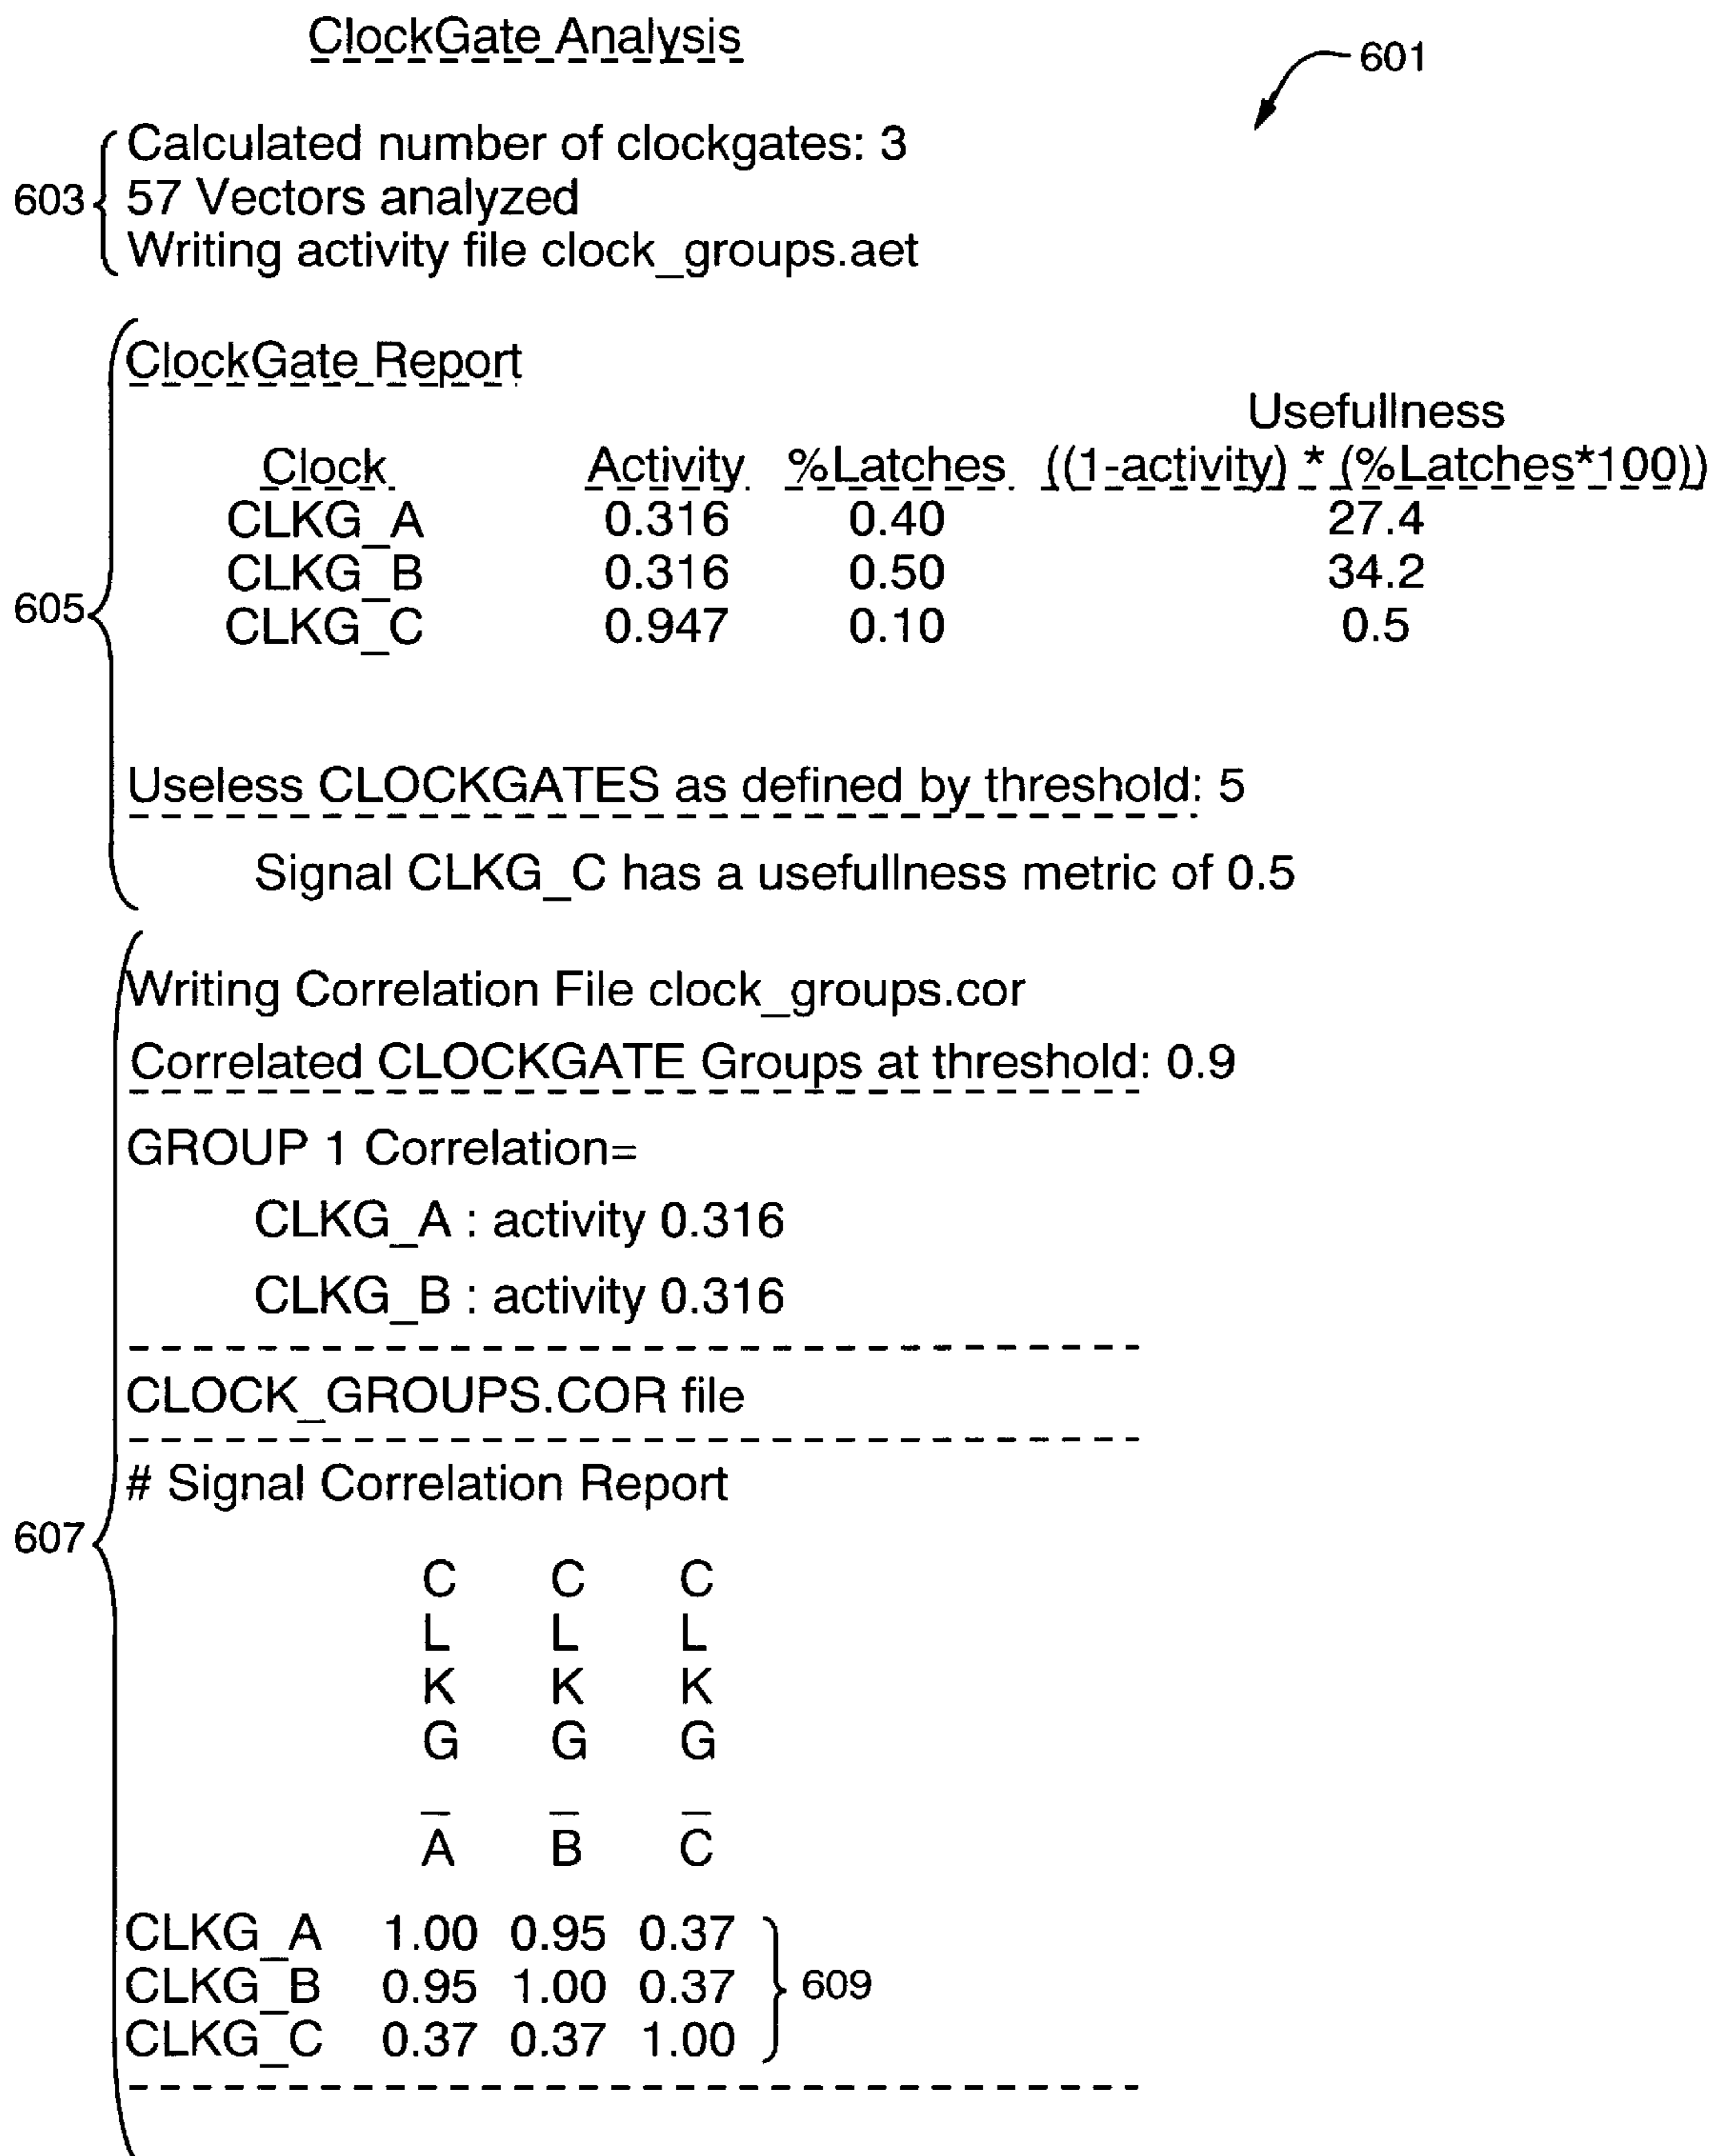 ClockGate Analysis
601
Calculated number of clockgates: 3
603
57 Vectors analyzed
Writing activity file clock_groups.aet
ClockGate Report
Usefullness
Clock Activity %Latches ((1-activity) * (%Latches*100))
CLKG_A 0.316 0.40 27.4
CLKG_B 0.316 0.50 34.2
605
CLKG_C 0.947 0.10 0.5
Useless CLOCKGATES as defined by threshold: 5
Signal CLKG_C has a usefullness metric of 0.5
Writing Correlation File clock_groups.cor
Correlated CLOCKGATE Groups at threshold: 0.9
GROUP 1 Correlation=
CLKG_A : activity 0.316
CLKG_B : activity 0.316
CLOCK_GROUPS.COR file
# Signal Correlation Report
607
C C C
L L L
K K K
G G G
_ _ _
A B C
CLKG_A 1.00 0.95 0.37
CLKG_B 0.95 1.00 0.37
609
CLKG_C 0.37 0.37 1.00